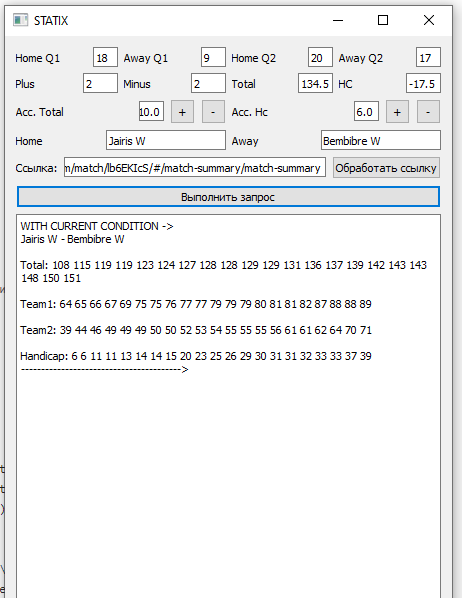 STATIX
Home Q1 18 Away Q1 9 Home Q2 20 Away Q2 17
Plus 2 Minus 2 Total 134.5 HC -17.5
Acc. Total 10.0 + - Acc. Hc 6.0 + -
Home Jairis W Away Bembibre W
Ссылка: m/match/lb6EKIcS/#/match-summary/match-summary Обработать ссылку
Выполнить запрос
WITH CURRENT CONDITION ->
Jairis W - Bembibre W
Total: 108 115 119 119 123 124 127 128 128 129 129 131 136 137 139 142 143 143
148 150 151
Team1: 64 65 66 67 69 75 75 76 77 77 79 79 79 80 81 81 82 87 88 88 89
Team2: 39 44 46 49 49 49 50 50 52 53 54 55 55 55 56 61 61 62 64 70 71
Handicap: 6 6 11 11 13 14 14 15 20 23 25 26 29 30 31 31 32 33 33 37 39
---------------------------------------->